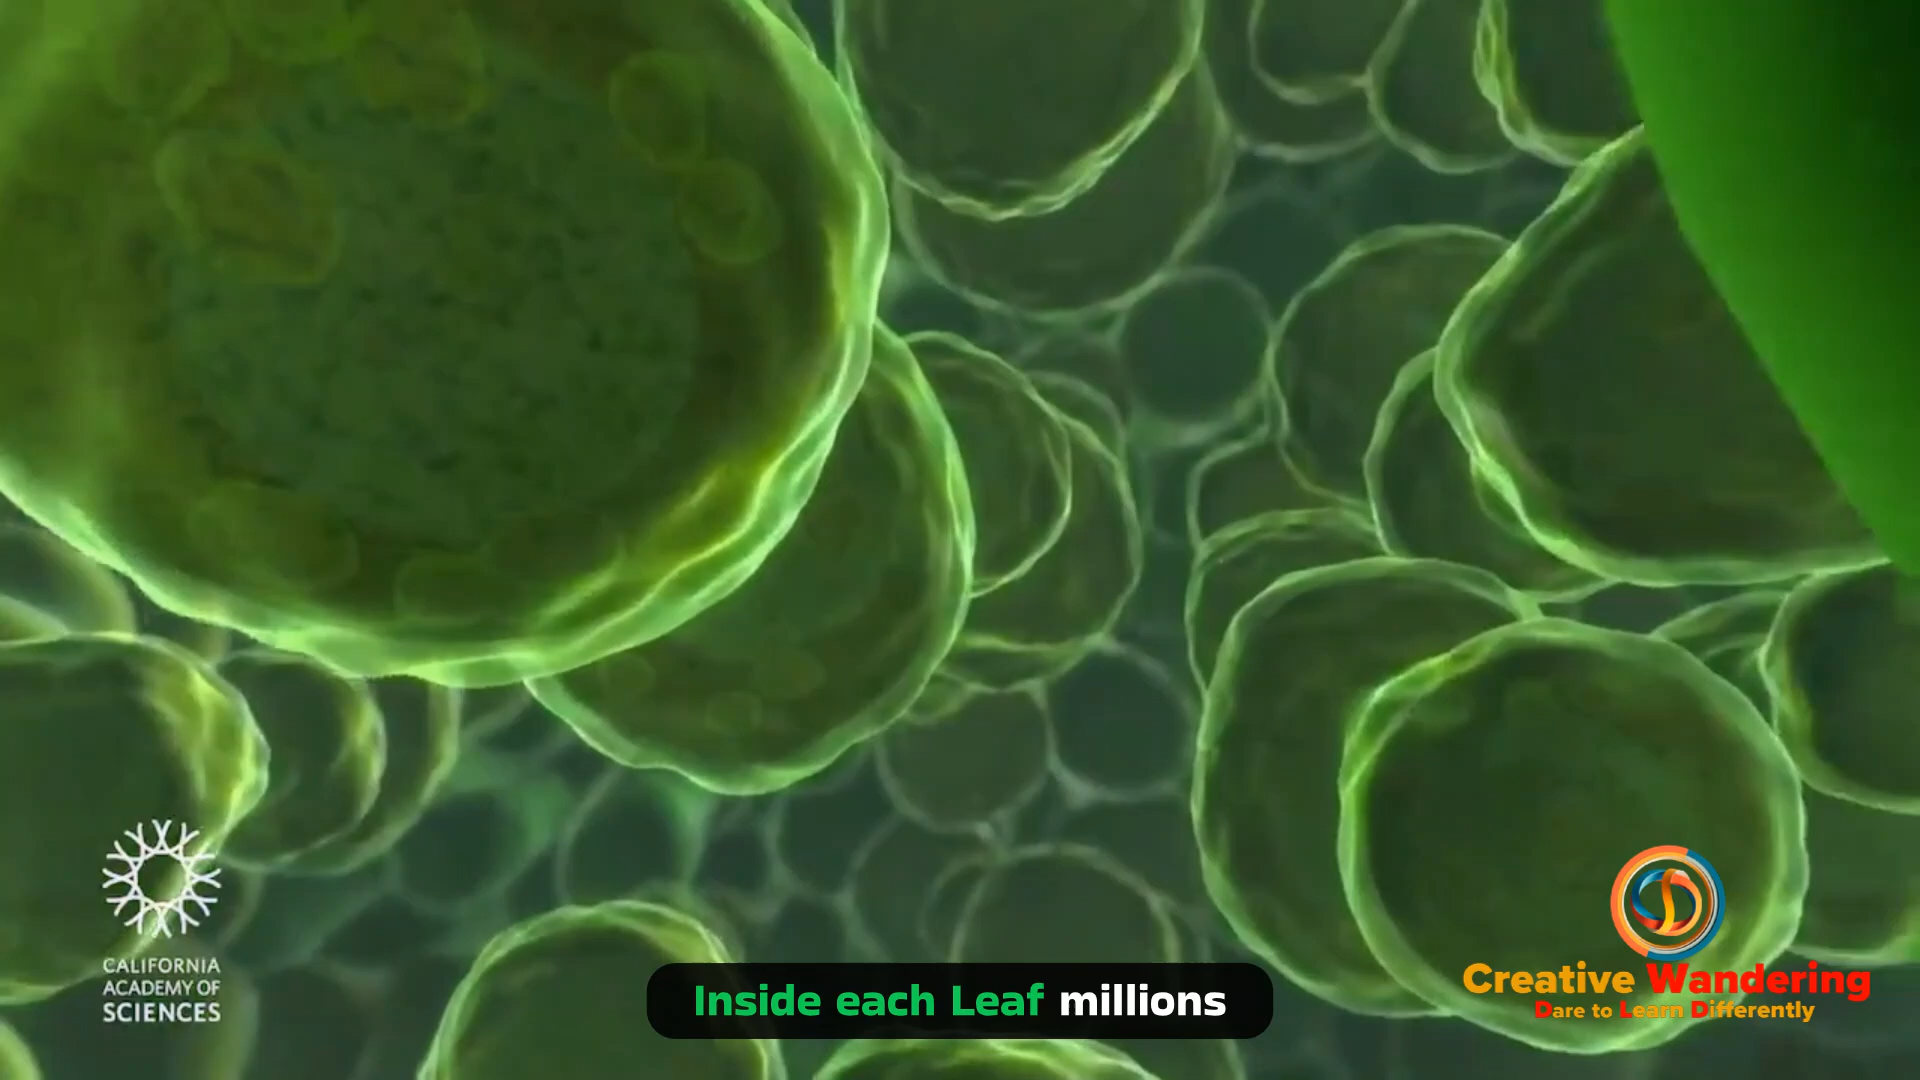 CALIFORNIA
ACADEMY OF
SCIENCES
Inside each Leaf millions
Creative Wandering
Dare to Learn Differently